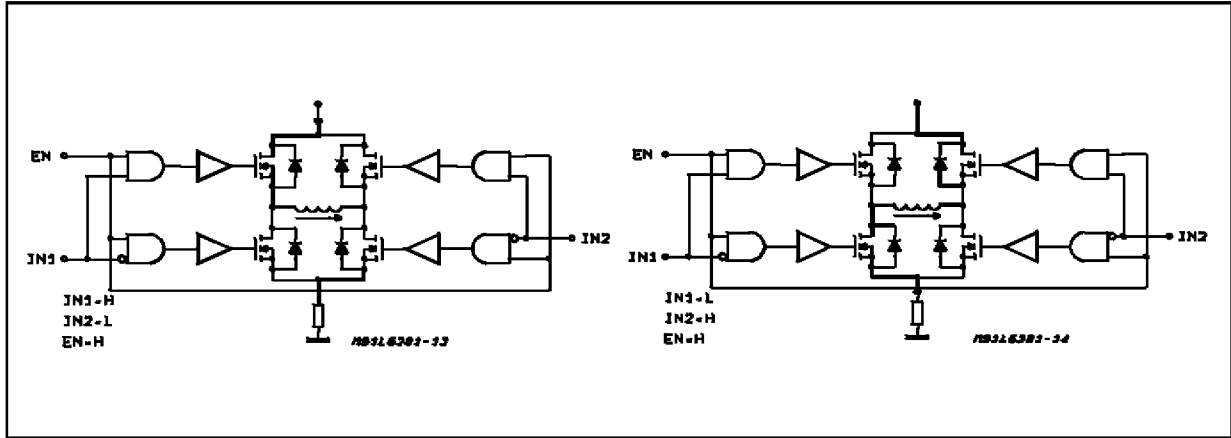 EN
IN1
IN2
IN1=H
IN2=L
EN=H
EN
IN1
IN2
IN1=L
IN2=H
EN=H